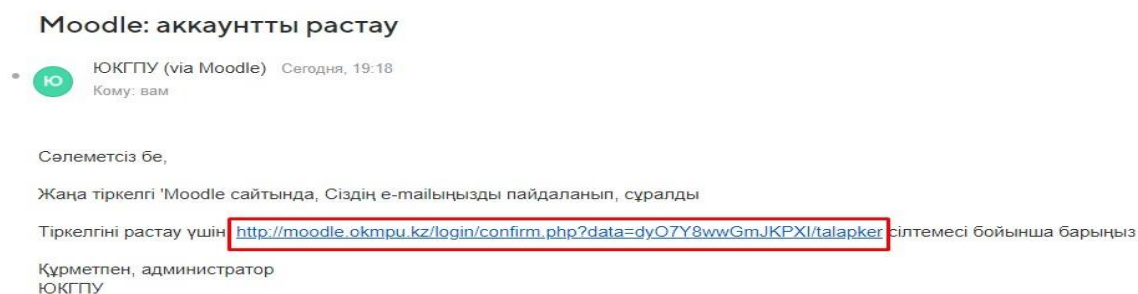 Moodle: аккаунтты растау
ЮКГПУ (via Moodle) Сегодня, 19:18
Ю
Кому: вам
Сәлеметсіз бе,
Жаңа тіркелгі 'Moodle сайтында, Сіздің e-mailыңызды пайдаланып, сұралды
Тіркелгіні растау үшін http://moodle.okmpu.kz/login/confirm.php?data=dyO7Y8wwGmJKPXI/talapker сілтемесі бойынша барыңыз
Құрметпен, администратор
ЮКГПУ